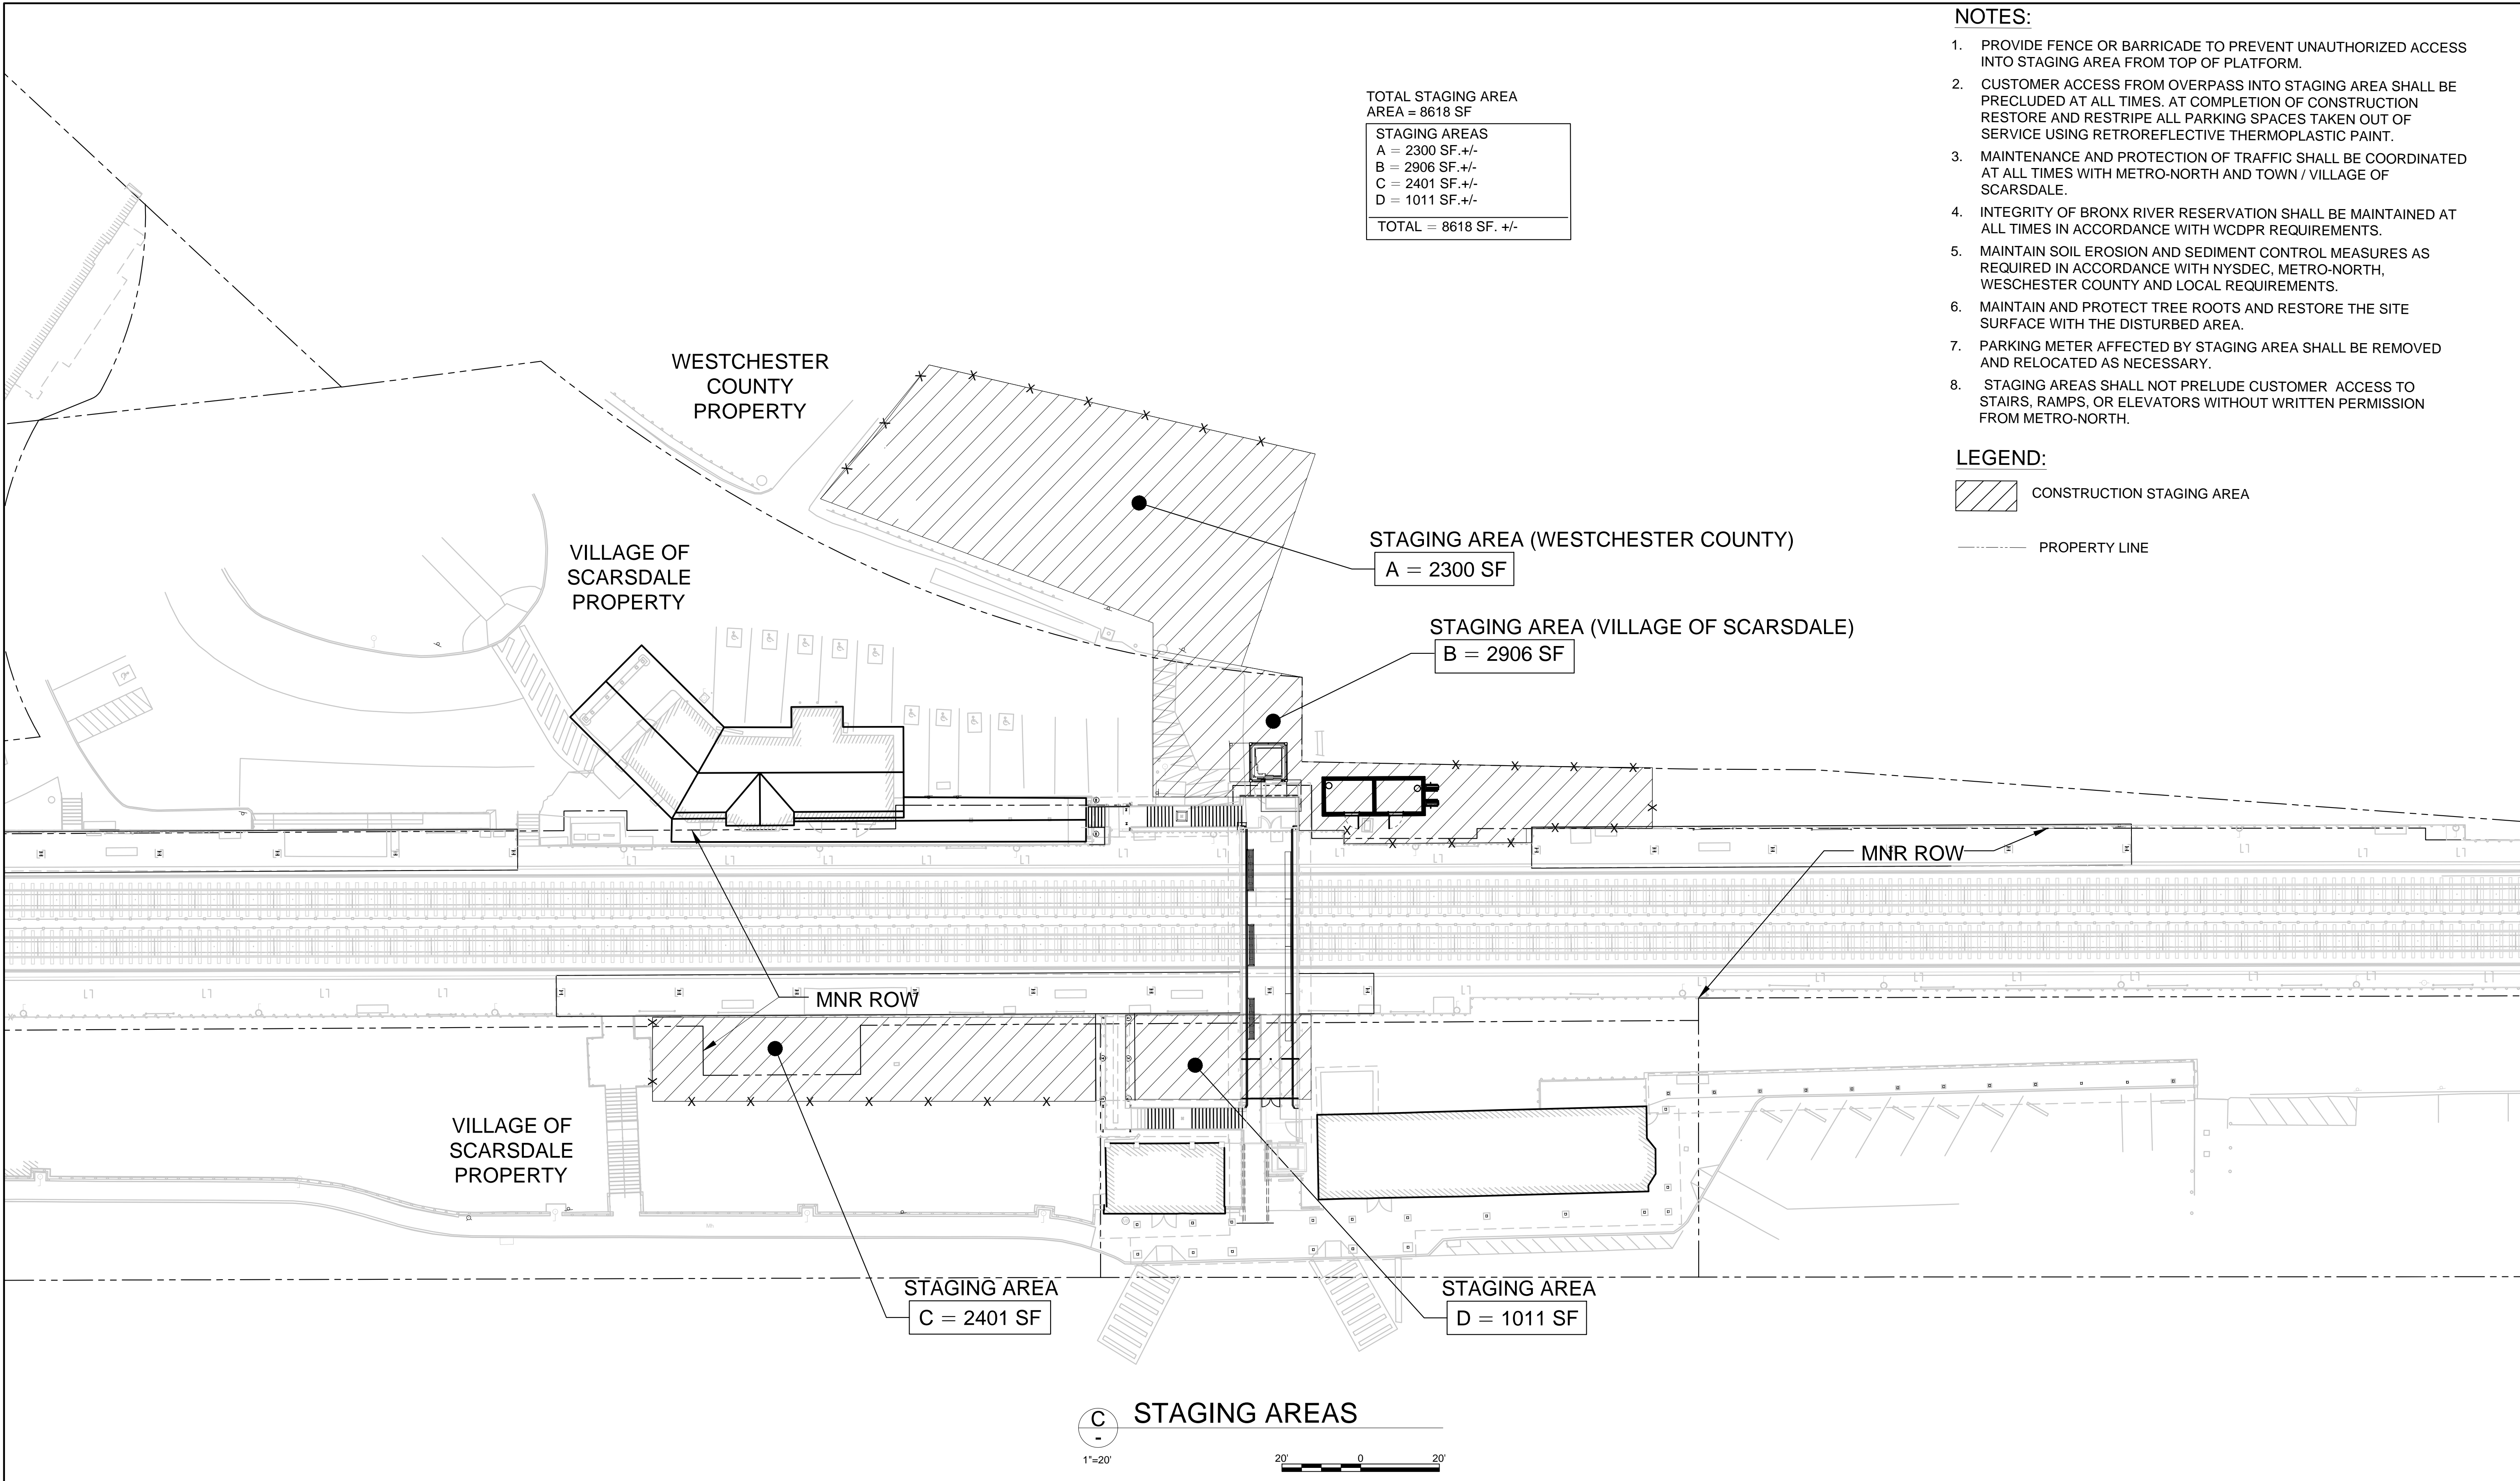 NOTES:
1. PROVIDE FENCE OR BARRICADE TO PREVENT UNAUTHORIZED ACCESS
INTO STAGING AREA FROM TOP OF PLATFORM.
2. CUSTOMER ACCESS FROM OVERPASS INTO STAGING AREA SHALL BE
PRECLUDED AT ALL TIMES. AT COMPLETION OF CONSTRUCTION
RESTORE AND RESTRIPE ALL PARKING SPACES TAKEN OUT OF
SERVICE USING RETROREFLECTIVE THERMOPLASTIC PAINT.
3. MAINTENANCE AND PROTECTION OF TRAFFIC SHALL BE COORDINATED
AT ALL TIMES WITH METRO-NORTH AND TOWN / VILLAGE OF
SCARSDALE.
4. INTEGRITY OF BRONX RIVER RESERVATION SHALL BE MAINTAINED AT
ALL TIMES IN ACCORDANCE WITH WCDPR REQUIREMENTS.
5. MAINTAIN SOIL EROSION AND SEDIMENT CONTROL MEASURES AS
REQUIRED IN ACCORDANCE WITH NYSDEC, METRO-NORTH,
WESCHESTER COUNTY AND LOCAL REQUIREMENTS.
6. MAINTAIN AND PROTECT TREE ROOTS AND RESTORE THE SITE
SURFACE WITH THE DISTURBED AREA.
7. PARKING METER AFFECTED BY STAGING AREA SHALL BE REMOVED
AND RELOCATED AS NECESSARY.
8. STAGING AREAS SHALL NOT PRELUDE CUSTOMER ACCESS TO
STAIRS, RAMPS, OR ELEVATORS WITHOUT WRITTEN PERMISSION
FROM METRO-NORTH.
LEGEND:
CONSTRUCTION STAGING AREA
PROPERTY LINE
TOTAL STAGING AREA
AREA = 8618 SF
STAGING AREAS
A = 2300 SF.+/-
B = 2906 SF.+/-
C = 2401 SF.+/-
D = 1011 SF.+/-
TOTAL = 8618 SF. +/-
WESTCHESTER
COUNTY
PROPERTY
STAGING AREA (WESTCHESTER COUNTY)
A = 2300 SF
VILLAGE OF
SCARSDALE
PROPERTY
STAGING AREA (VILLAGE OF SCARSDALE)
B = 2906 SF
MNR ROW
MNR ROW
VILLAGE OF
SCARSDALE
PROPERTY
STAGING AREA
C = 2401 SF
STAGING AREA
D = 1011 SF
C
-
STAGING AREAS
1"=20'
20' 0 20'